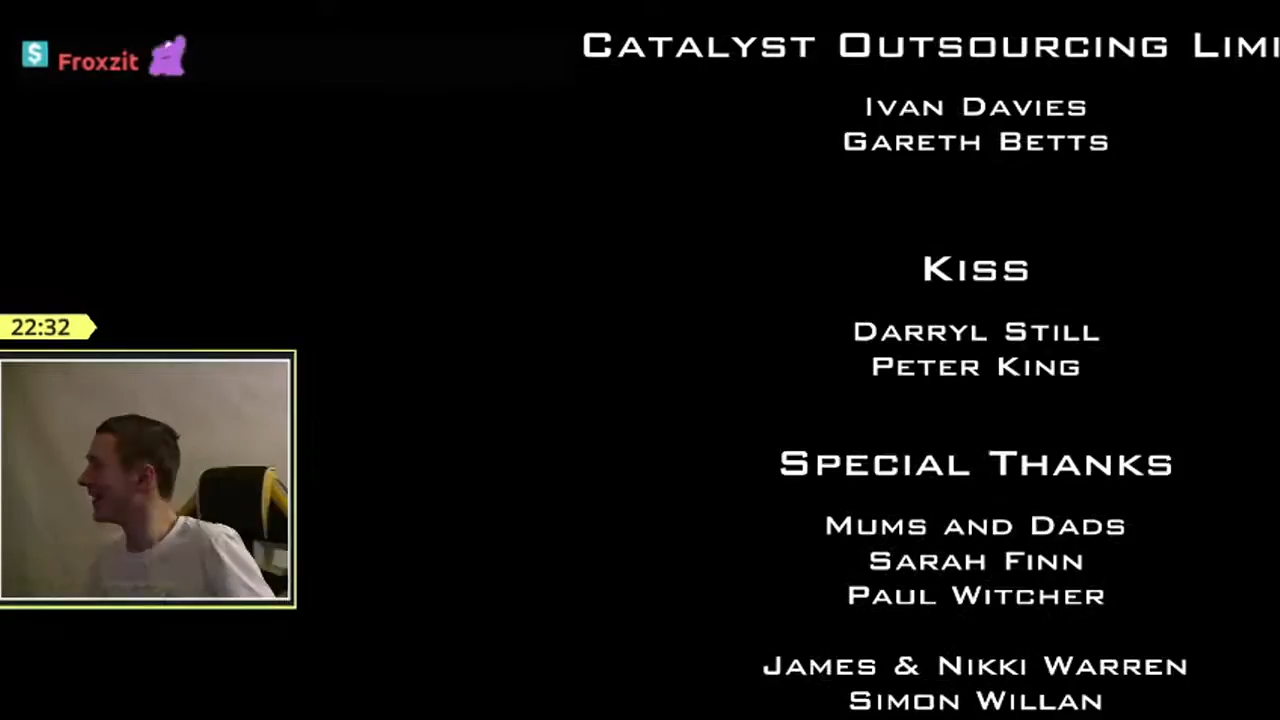 Froxzit
CATALYST OUTSOURCING LIMI
IVAN DAVIES
GARETH BETTS
KISS
DARRYL STILL
PETER KING
SPECIAL THANKS
MUMS AND DADS
SARAH FINN
PAUL WITCHER
JAMES & NIKKI WARREN
SIMON WILLAN
22:32